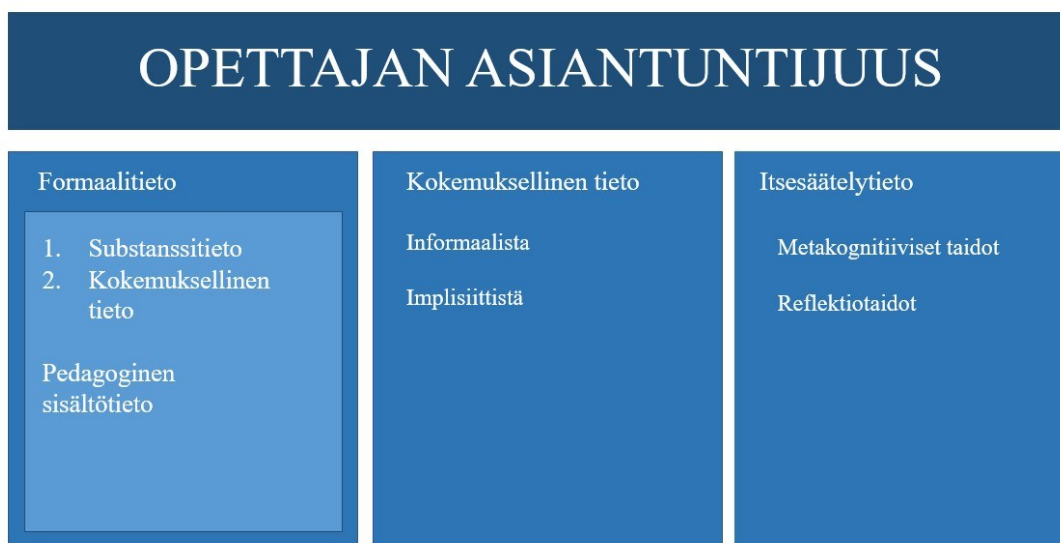 OPETTAJAN ASIANTUNTIJUUS
Formaalitieto
1. Substanssitieto
2. Kokemuksellinen
tieto
Pedagoginen
sisältötieto
Kokemuksellinen tieto
Informaalista
Implisiittistä
Itsesäätelytieto
Metakognitiiviset taidot
Reflektiotaidot